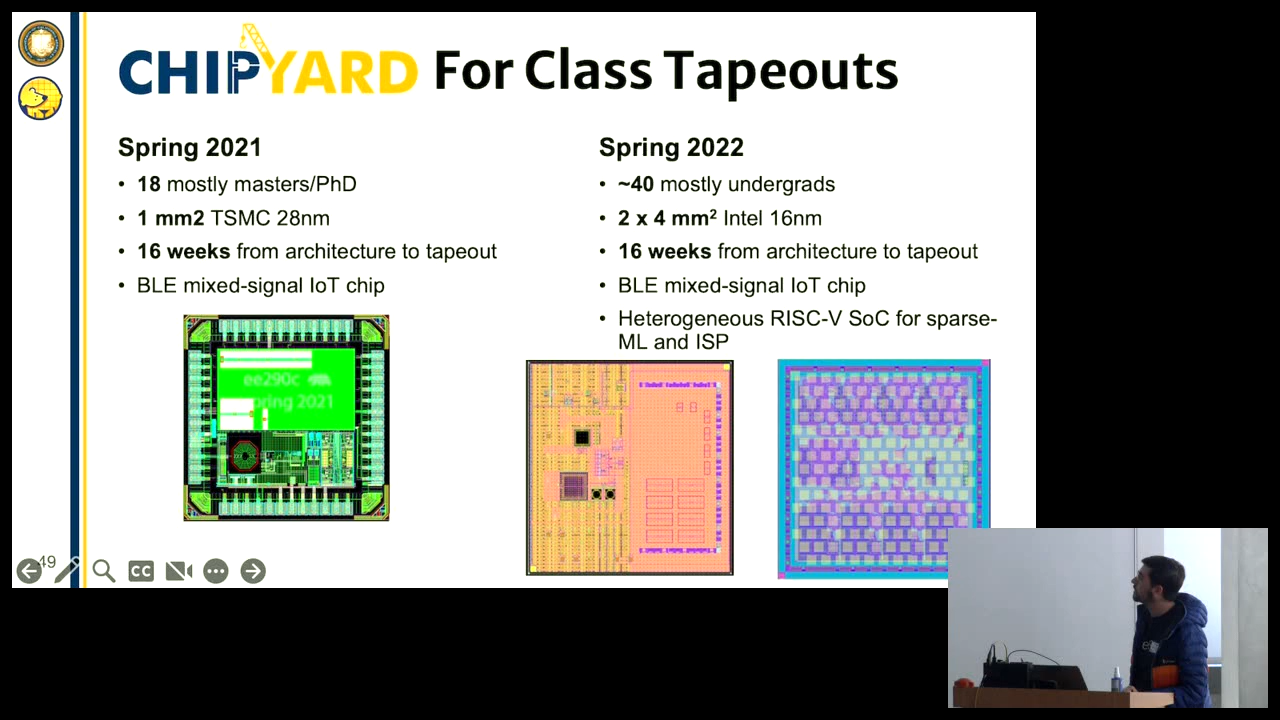 CHIPYARD For Class Tapeouts
Spring 2021
• 18 mostly masters/PhD
• 1 mm2 TSMC 28nm
• 16 weeks from architecture to tapeout
• BLE mixed-signal IoT chip
ee290c
spring 2021
Spring 2022
• ~40 mostly undergrads
• 2 x 4 mm² Intel 16nm
• 16 weeks from architecture to tapeout
• BLE mixed-signal IoT chip
• Heterogeneous RISC-V SoC for sparse-
ML and ISP
49
CC